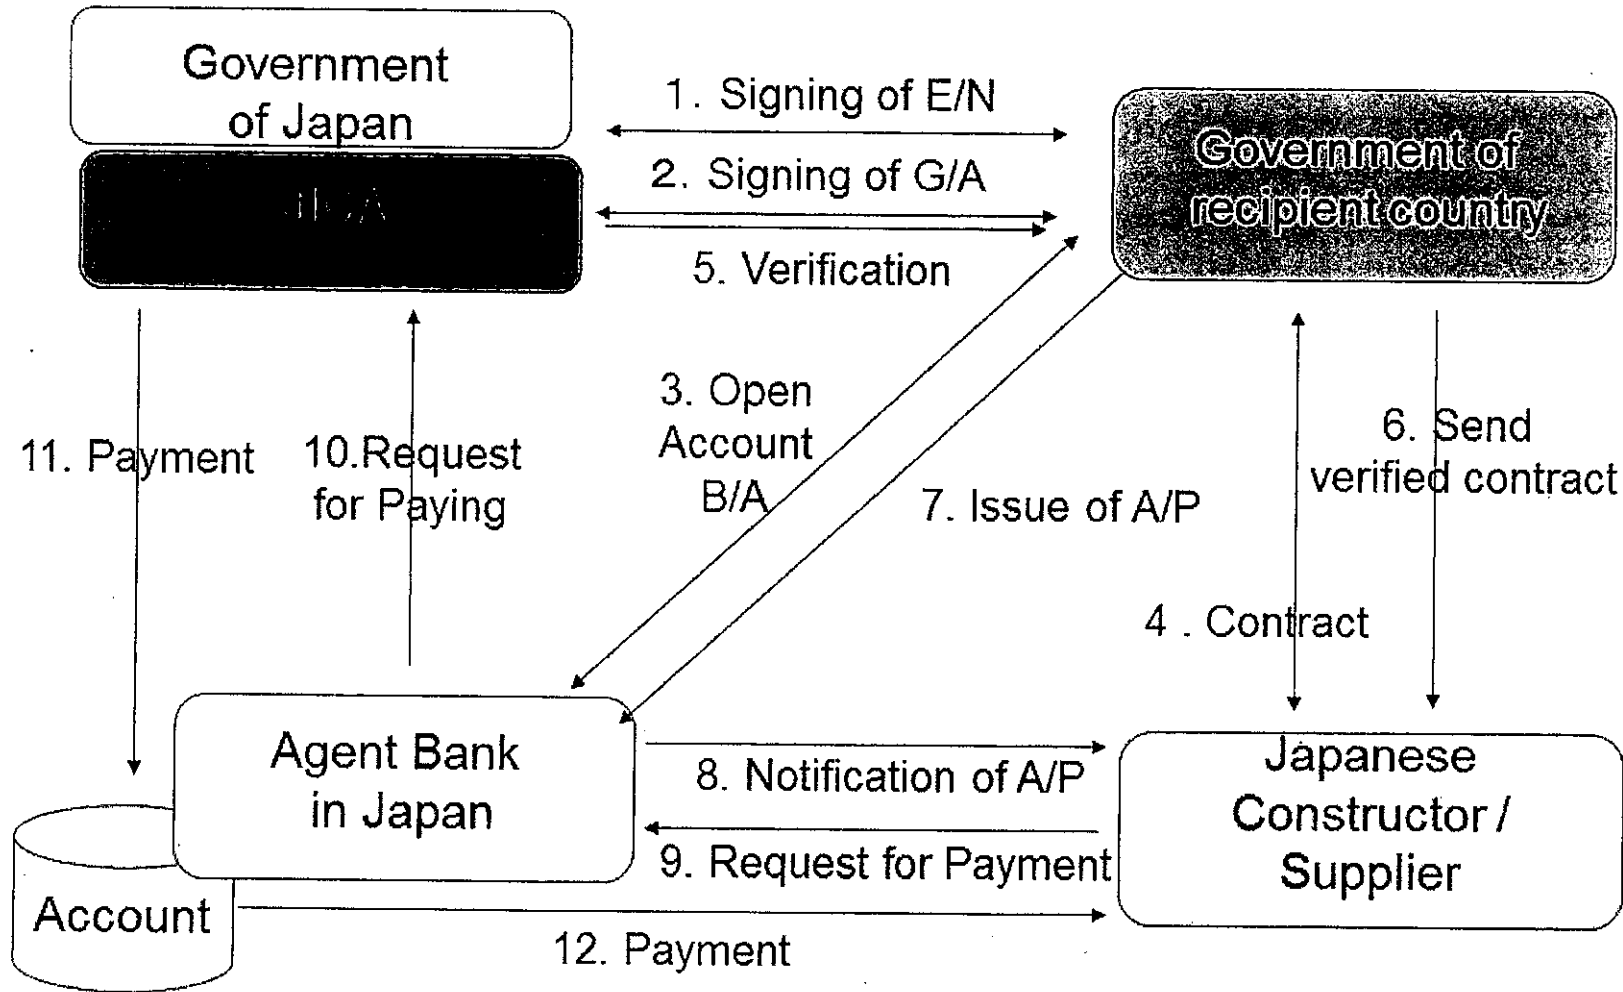 Government
of Japan
JICA
1. Signing of E/N
2. Signing of G/A
5. Verification
Government of
recipient country
3. Open
Account
B/A
7. Issue of A/P
6. Send
verified contract
4 . Contract
11. Payment
10.Request
for Paying
Agent Bank
in Japan
Account
8. Notification of A/P
9. Request for Payment
12. Payment
Japanese
Constructor /
Supplier